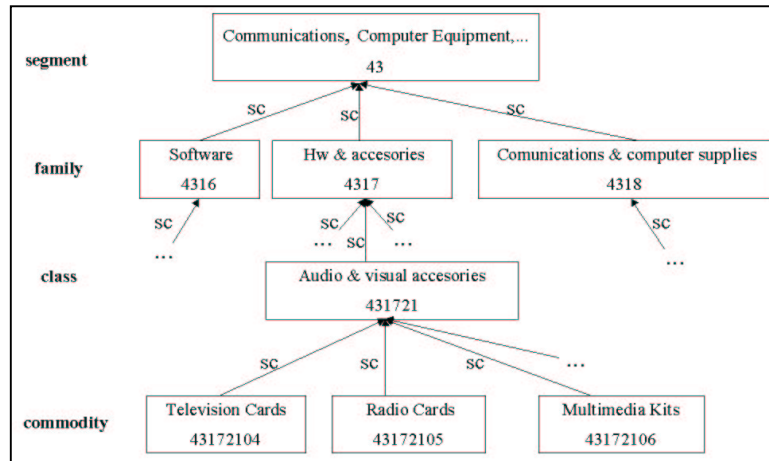 Communications, Computer Equipment,...
segment
43
sc
sc
sc
Software
Hw & accesories
Comunications & computer supplies
family
4316
4317
4318
sc
sc
sc
sc
sc
...
...
...
...
...
class
Audio & visual accesories
431721
...
sc
sc
sc
Television Cards
Radio Cards
Multimedia Kits
commodity
43172104
43172105
43172106